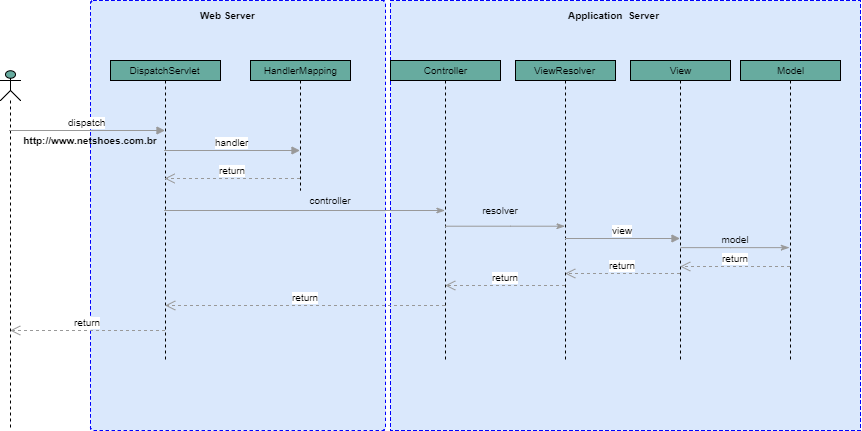 Web Server
Application Server
DispatchServlet
HandlerMapping
Controller
ViewResolver
View
Model
dispatch
http://www.netshoes.com.br
handler
return
controller
resolver
view
model
return
return
return
return
return